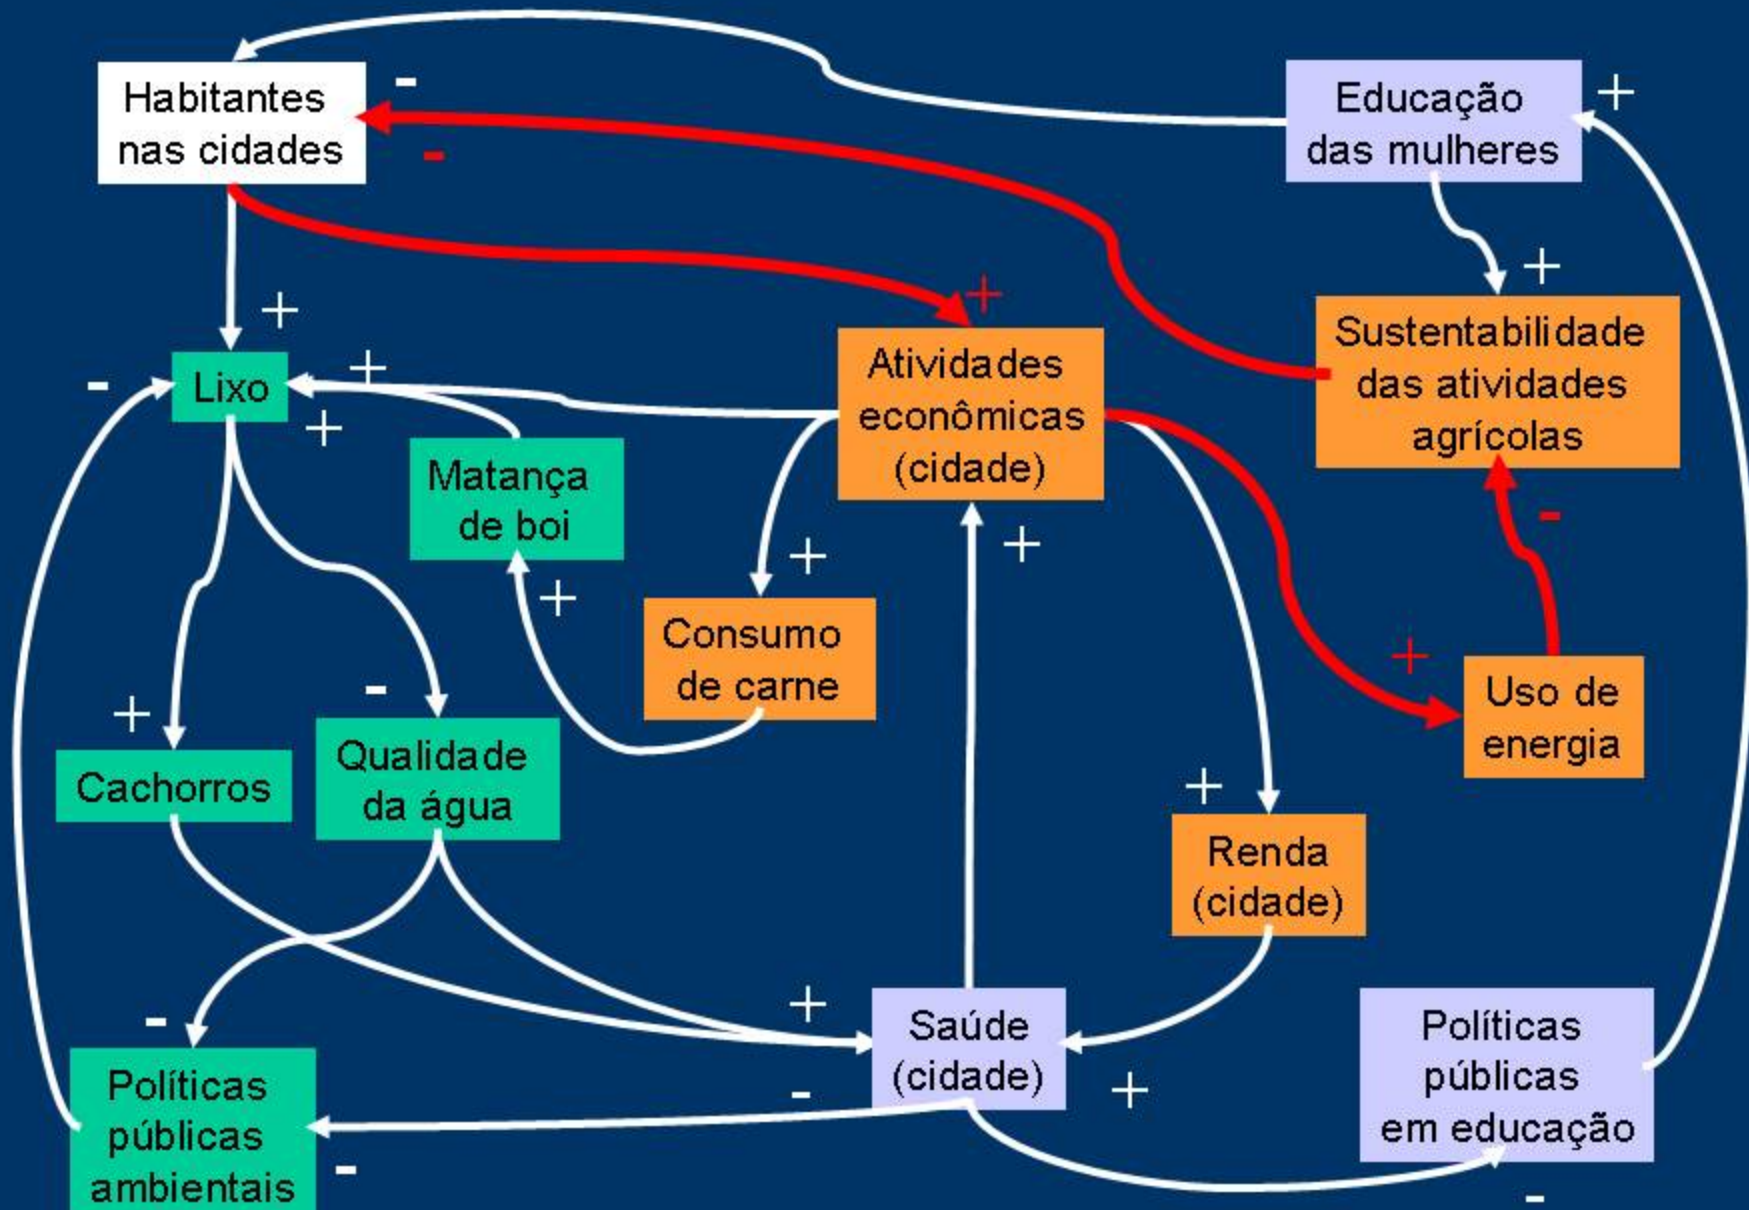 Habitantes
nas cidades
-
-
Educação
das mulheres
+
+
+
+
Sustentabilidade
das atividades
agrícolas
-
Lixo
-
+
+
Atividades
econômicas
(cidade)
+
Matança
de boi
+
+
Consumo
de carne
-
+
Uso de
energia
+
-
Cachorros
Qualidade
da água
+
Renda
(cidade)
+
-
Saúde
(cidade)
+
-
Políticas
públicas
ambientais
-
Políticas
públicas
em educação
-